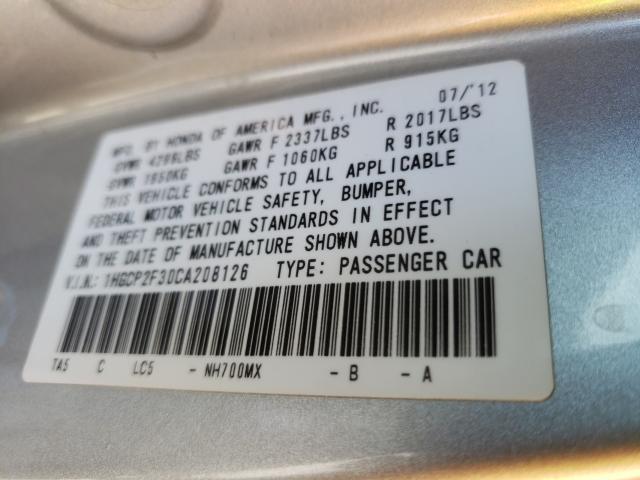 MFD. BY HONDA OF AMERICA MFG., INC. 07/'12
GVWR 4299LBS GAWR F 2337LBS R 2017LBS
GVWR 1950KG GAWR F 1060KG R 915KG
THIS VEHICLE CONFORMS TO ALL APPLICABLE
FEDERAL MOTOR VEHICLE SAFETY, BUMPER,
AND THEFT PREVENTION STANDARDS IN EFFECT
ON THE DATE OF MANUFACTURE SHOWN ABOVE.
V.I.N.: 1HGCP2F30CA208126 TYPE: PASSENGER CAR
TA5 C LC5 - NH700MX - B - A